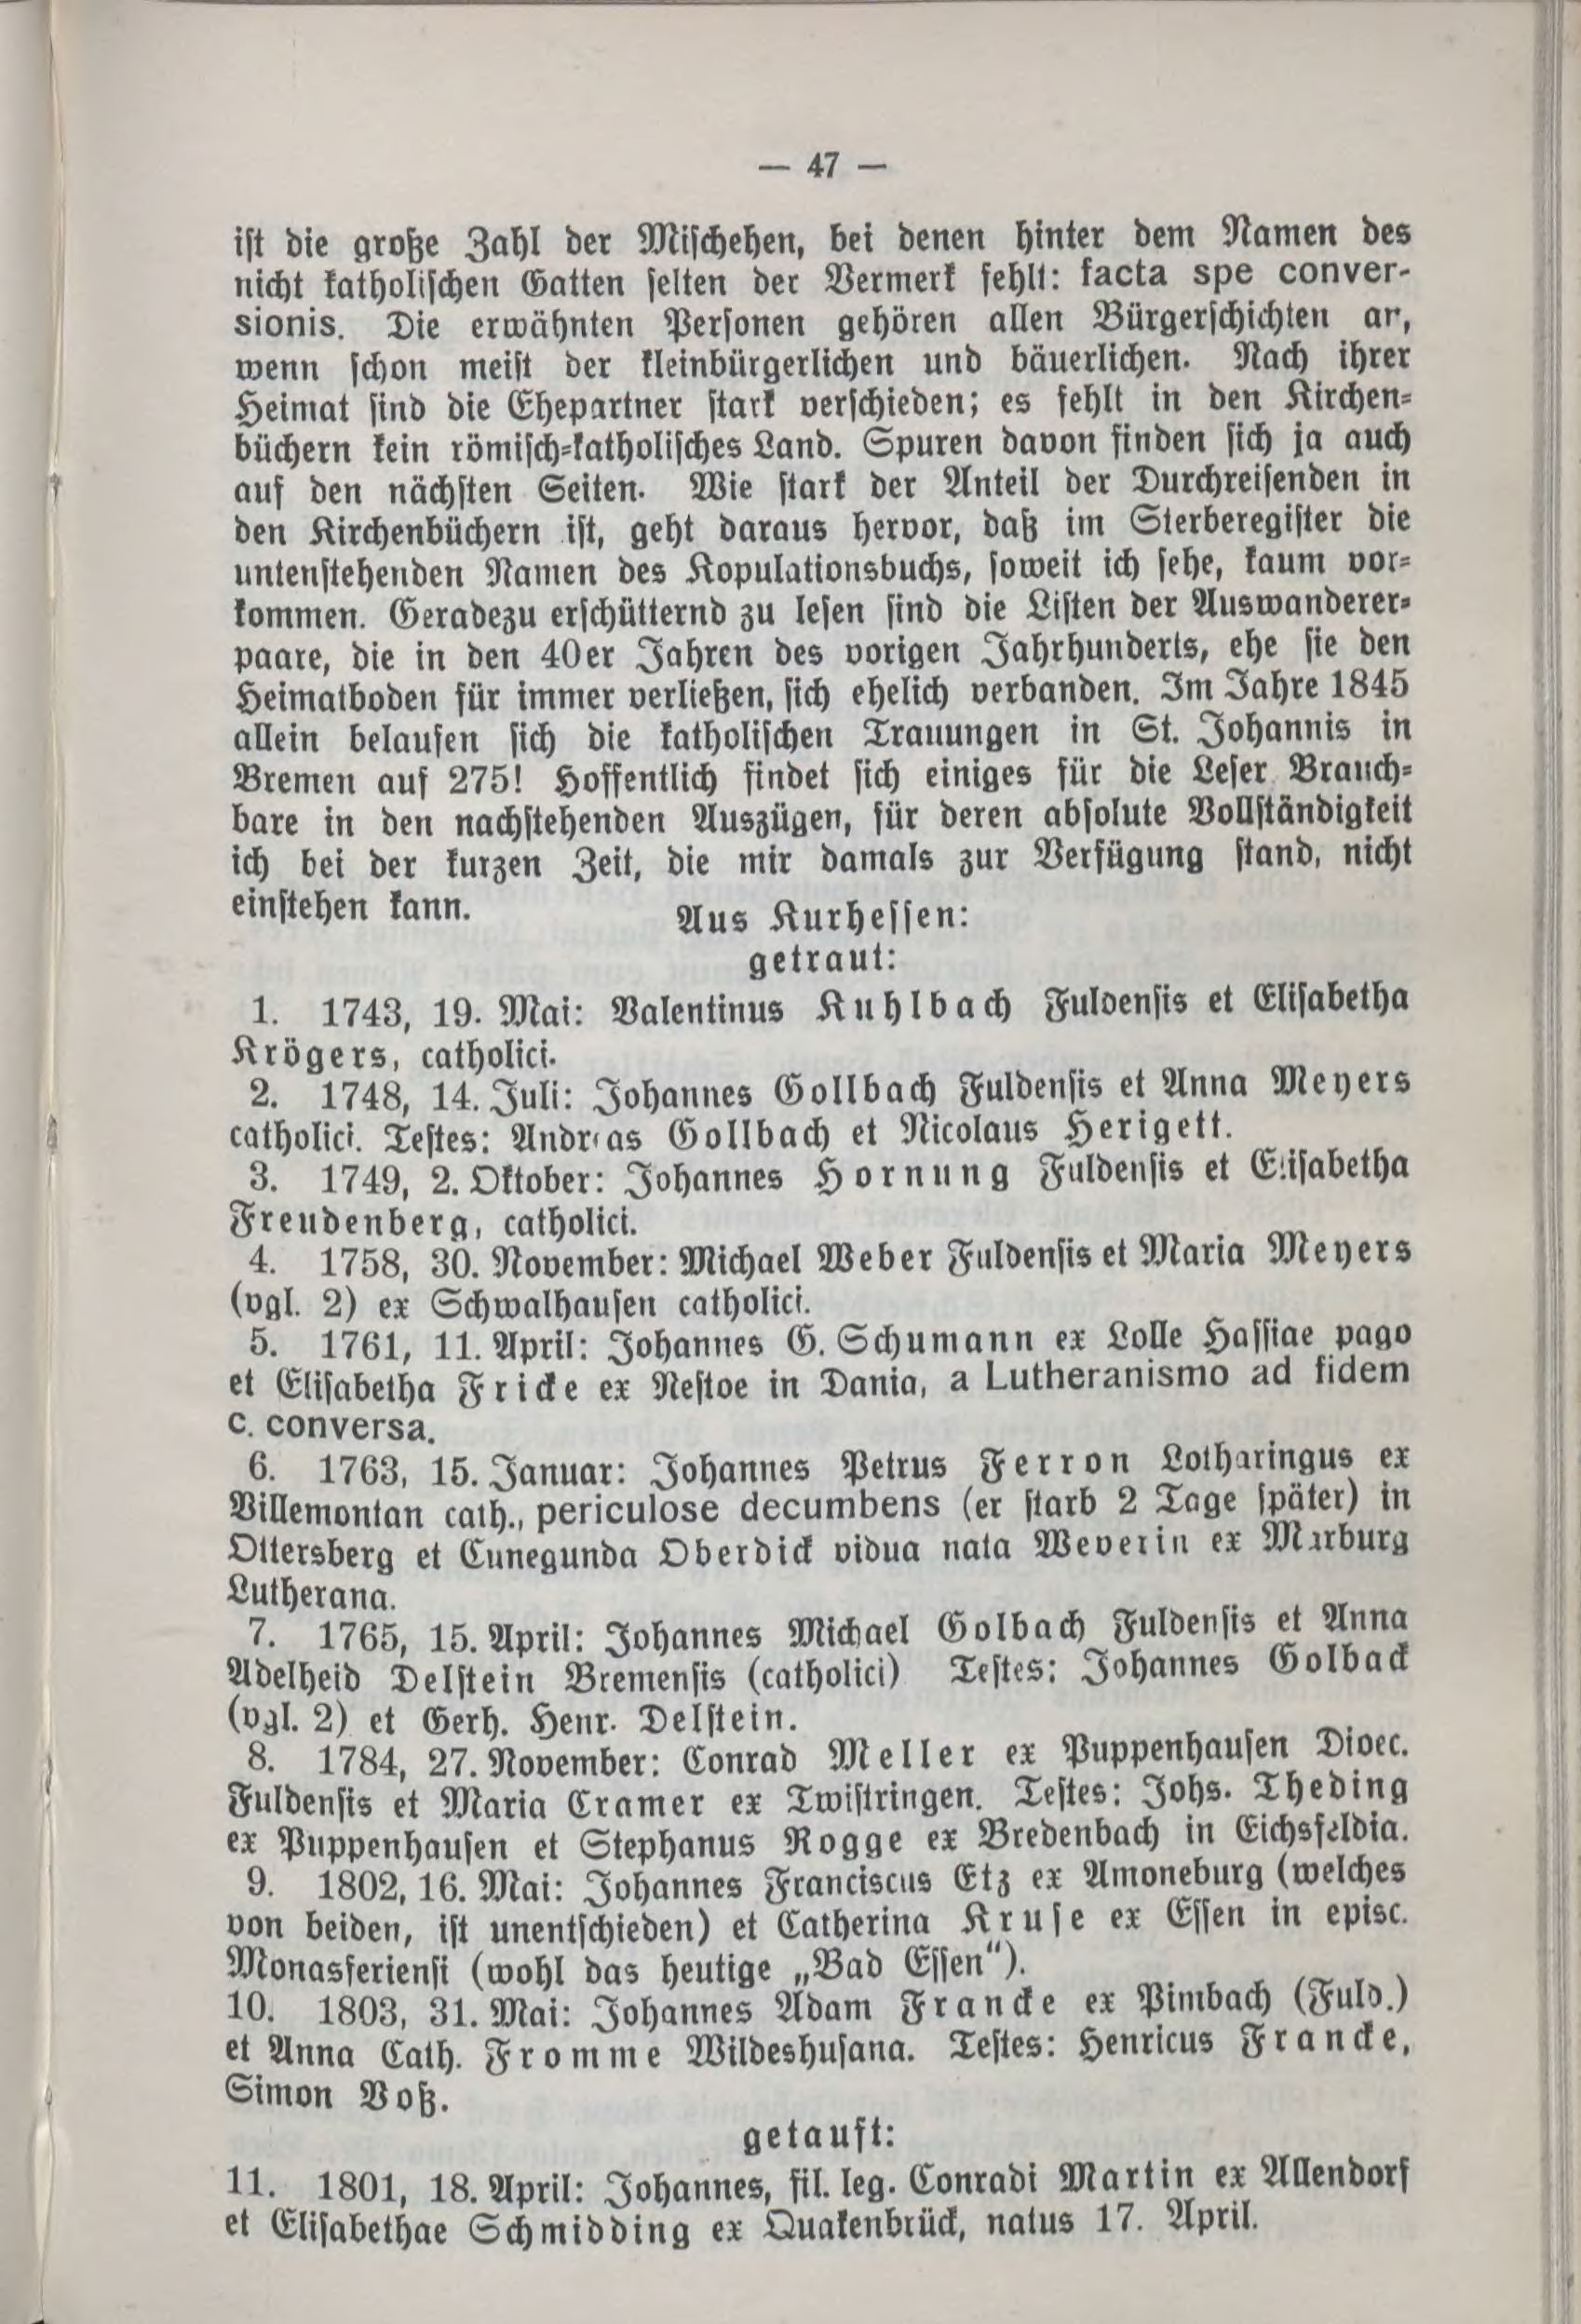 — 47 —
ist die große Zahl der Mischehen, bei denen hinter dem Namen des
nicht katholischen Gatten selten der Vermerk fehlt: facta spe conver-
sionis. Die erwähnten Personen gehören allen Bürgerschichten an,
wenn schon meist der kleinbürgerlichen und bäuerlichen. Nach ihrer
Heimat sind die Ehepartner stark verschieden; es fehlt in den Kirchen-
büchern kein römisch-katholisches Land. Spuren davon finden sich ja auch
auf den nächsten Seiten. Wie stark der Anteil der Durchreisenden in
den Kirchenbüchern ist, geht daraus hervor, daß im Sterberegister die
untenstehenden Namen des Kopulationsbuchs, soweit ich sehe, kaum vor-
kommen. Geradezu erschütternd zu lesen sind die Listen der Auswanderer-
paare, die in den 40er Jahren des vorigen Jahrhunderts, ehe sie den
Heimatboden für immer verließen, sich ehelich verbanden. Im Jahre 1845
allein belaufen sich die katholischen Trauungen in St. Johannis in
Bremen auf 275! Hoffentlich findet sich einiges für die Leser Brauch-
bare in den nachstehenden Auszügen, für deren absolute Vollständigkeit
ich bei der kurzen Zeit, die mir damals zur Verfügung stand, nicht
einstehen kann.
Aus Kurhessen:
getraut:
1. 1743, 19. Mai: Valentinus Kuhlbach Fuldensis et Elisabetha
Krögers, catholici.
2. 1748, 14. Juli: Johannes Gollbach Fuldensis et Anna Meyers
catholici. Testes: Andreas Gollbach et Nicolaus Herigett.
3. 1749, 2. Oktober: Johannes Hornung Fuldensis et Elisabetha
Freudenberg, catholici.
4. 1758, 30. November: Michael Weber Fuldensis et Maria Meyers
(vgl. 2) ex Schwalhausen catholici.
5. 1761, 11. April: Johannes G. Schumann ex Lolle Hassiae pago
et Elisabetha Fricke ex Nestoe in Dania, a Lutheranismo ad fidem
c. conversa.
6. 1763, 15. Januar: Johannes Petrus Ferron Lotharingus ex
Villemontan cath., periculose decumbens (er starb 2 Tage später) in
Ottersberg et Cunegunda Oberdick vidua nata Weverin ex Marburg
Lutherana.
7. 1765, 15. April: Johannes Michael Golbach Fuldensis et Anna
Adelheid Delstein Bremensis (catholici) Testes: Johannes Golback
(vgl. 2) et Gerh. Henr. Delstein.
8. 1784, 27. November: Conrad Meller ex Puppenhausen Dioec.
Fuldensis et Maria Cramer ex Twistringen. Testes: Johs. Theding
ex Puppenhausen et Stephanus Rogge ex Bredenbach in Eichsfeldia.
9. 1802, 16. Mai: Johannes Franciscus Etz ex Amoneburg (welches
von beiden, ist unentschieden) et Catherina Kruse ex Essen in episc.
Monasferiensi (wohl das heutige „Bad Essen“).
10. 1803, 31. Mai: Johannes Adam Francke ex Pimbach (Fuld.)
et Anna Cath. Fromme Wildeshusana. Testes: Henricus Francke,
Simon Voß.
getauft:
11. 1801, 18. April: Johannes, fil. leg. Conradi Martin ex Allendorf
et Elisabethae Schmidding ex Quakenbrück, natus 17. April.